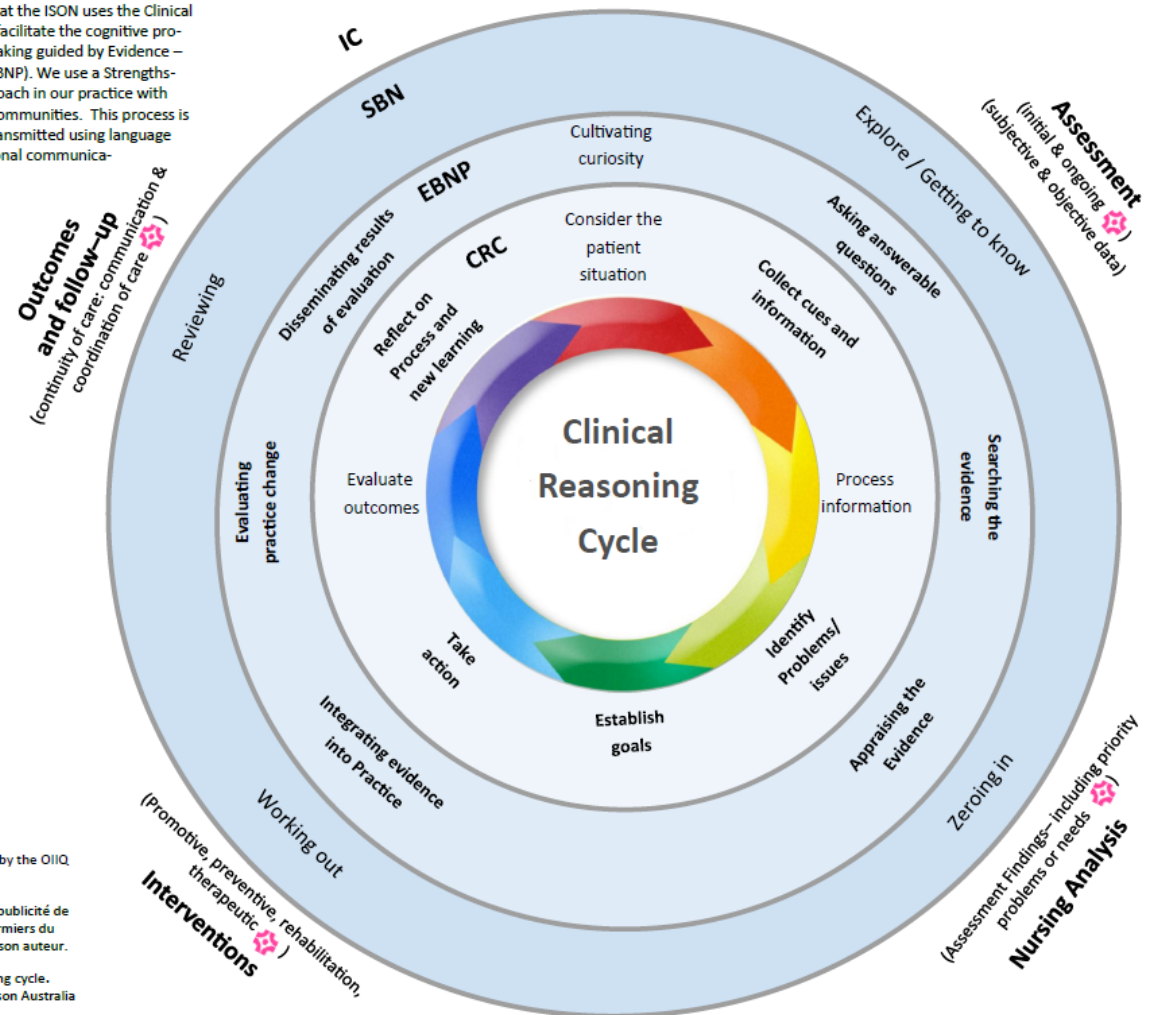 at the ISON uses the Clinical
facilitate the cognitive pro-
aking guided by Evidence –
BNP). We use a Strengths-
oach in our practice with
ommunities.  This process is
ansmitted using language
onal communica-
IC
SBN
EBNP
CRC
Explore / Getting to know
Zeroing in
Working out
Reviewing
Cultivating
curiosity
Asking answerable
questions
Searching the
evidence
Appraising the
Evidence
Integrating evidence
into Practice
Evaluating
practice change
Disseminating results
of evaluation
Consider the
patient
situation
Collect cues and
information
Process
information
Identify
Problems/
issues
Establish
goals
Take
action
Evaluate
outcomes
Reflect on
Process and
new learning
Clinical
Reasoning
Cycle
Assessment
(initial & ongoing )
(subjective & objective data)
(Assessment Findings– including priority
problems or needs )
Nursing Analysis
(Promotive, preventive, rehabilitation,
therapeutic )
Interventions
Outcomes
and follow–up
(continuity of care: communication &
coordination of care )
by the OIIQ
publicité de
rmiers du
son auteur.
ng cycle.
son Australia